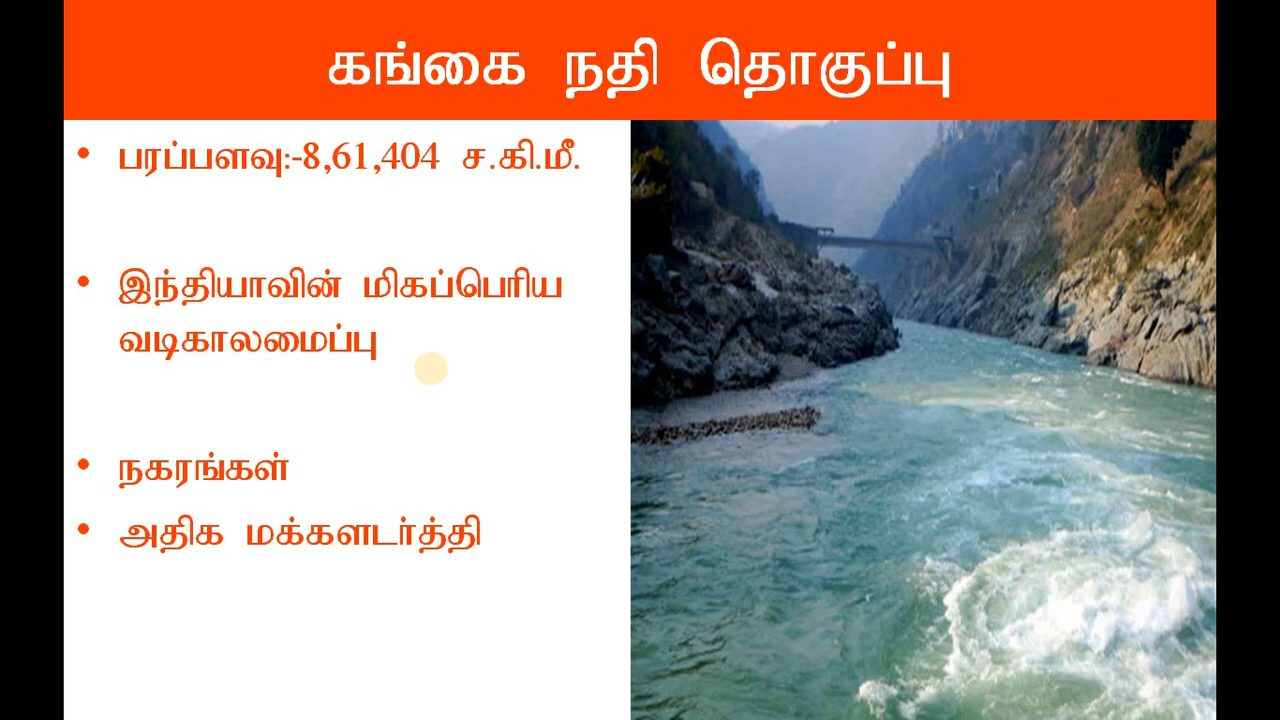 கங்கை நதி தொகுப்பு
• பரப்பளவு:-8,61,404 ச.கி.மீ.
• இந்தியாவின் மிகப்பெரிய
வடிகாலமைப்பு
• நகரங்கள்
• அதிக மக்களடர்த்தி